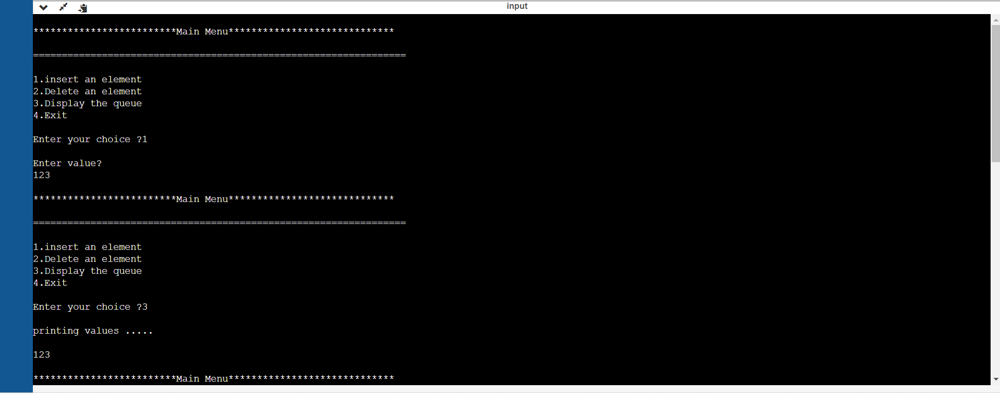 input
*************************Main Menu*****************************
=================================================================
1.insert an element
2.Delete an element
3.Display the queue
4.Exit
Enter your choice ?1
Enter value?
123
*************************Main Menu*****************************
=================================================================
1.insert an element
2.Delete an element
3.Display the queue
4.Exit
Enter your choice ?3
printing values .....
123
*************************Main Menu*****************************